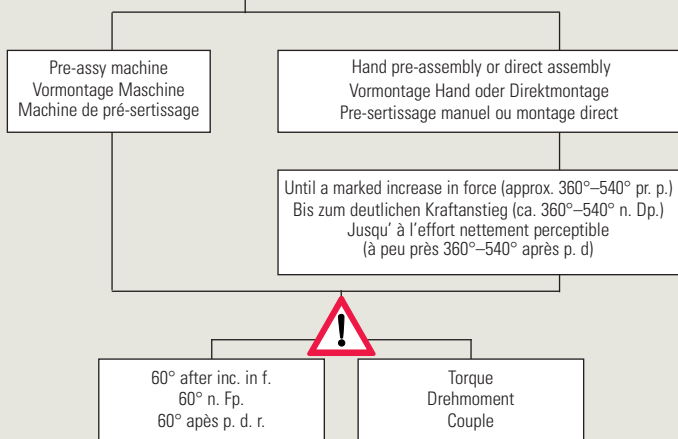 Pre-assy machine
Vormontage Maschine
Machine de pré-sertissage
Hand pre-assembly or direct assembly
Vormontage Hand oder Direktmontage
Pre-sertissage manuel ou montage direct
Until a marked increase in force (approx. 360°–540° pr. p.)
Bis zum deutlichen Kraftanstieg (ca. 360°–540° n. Dp.)
Jusqu' à l'effort nettement perceptible
(à peu près 360°–540° après p. d)
!
60° after inc. in f.
60° n. Fp.
60° apès p. d. r.
Torque
Drehmoment
Couple